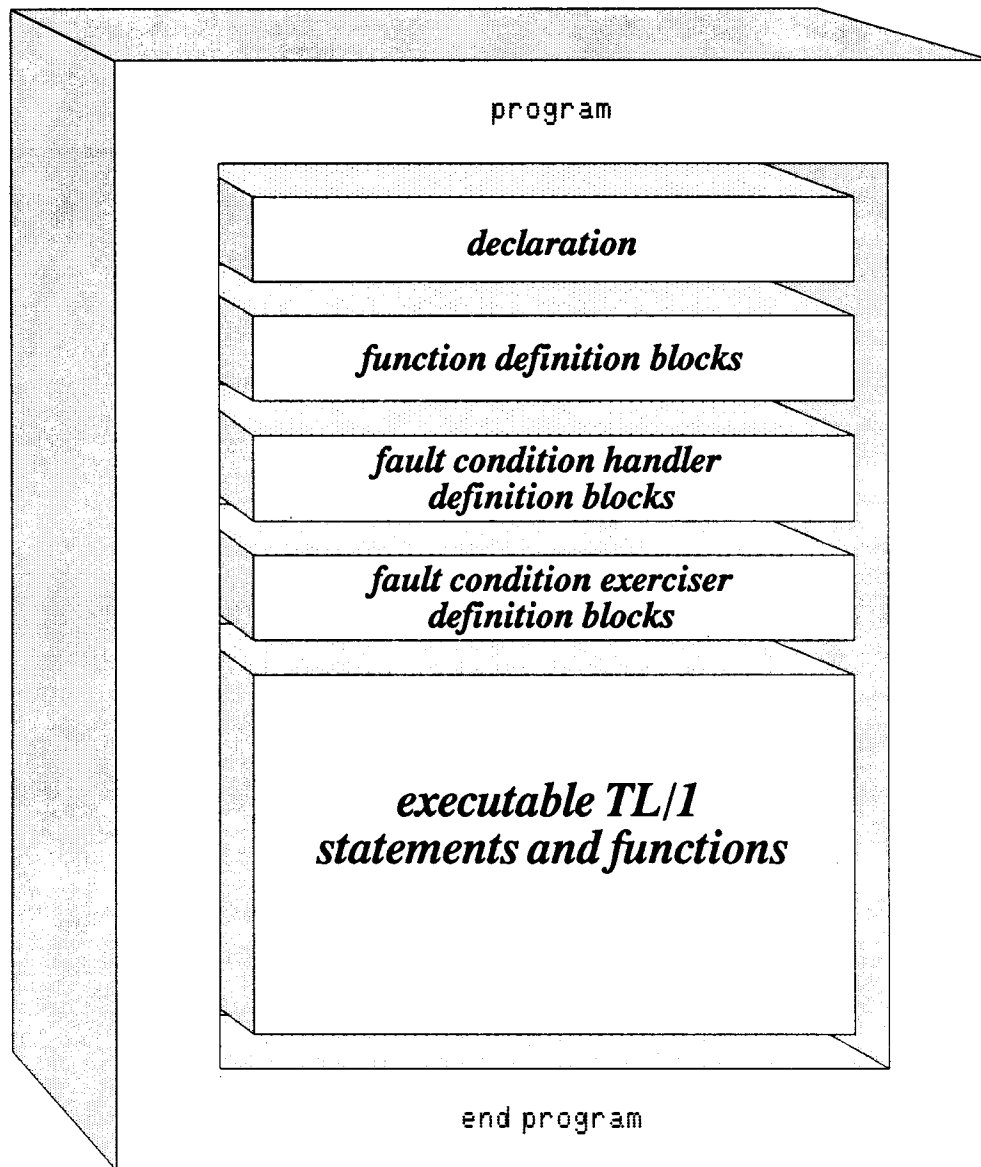 program
declaration
function definition blocks
fault condition handler
definition blocks
fault condition exerciser
definition blocks
executable TL/1
statements and functions
end program